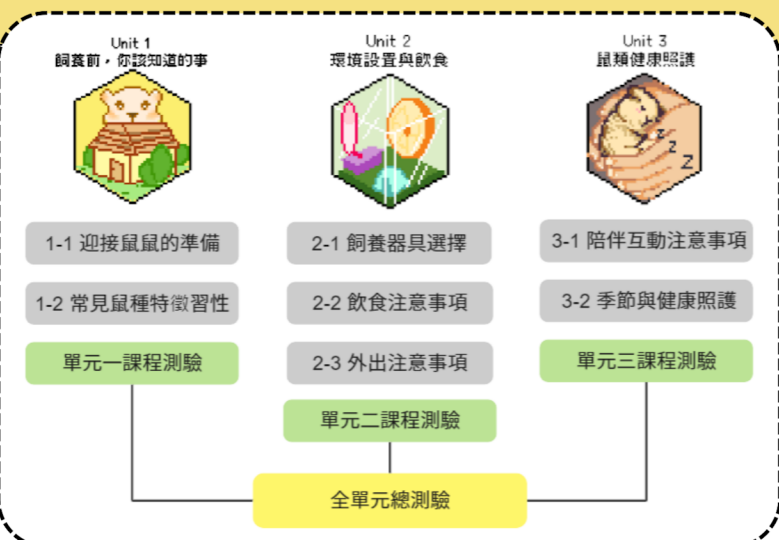 Unit 1
飼養前，你該知道的事
1-1 迎接鼠鼠的準備
1-2 常見鼠種特徵習性
單元一課程測驗
Unit 2
環境設置與飲食
2-1 飼養器具選擇
2-2 飲食注意事項
2-3 外出注意事項
單元二課程測驗
Unit 3
鼠類健康照護
z
z
Z
3-1 陪伴互動注意事項
3-2 季節與健康照護
單元三課程測驗
全單元總測驗